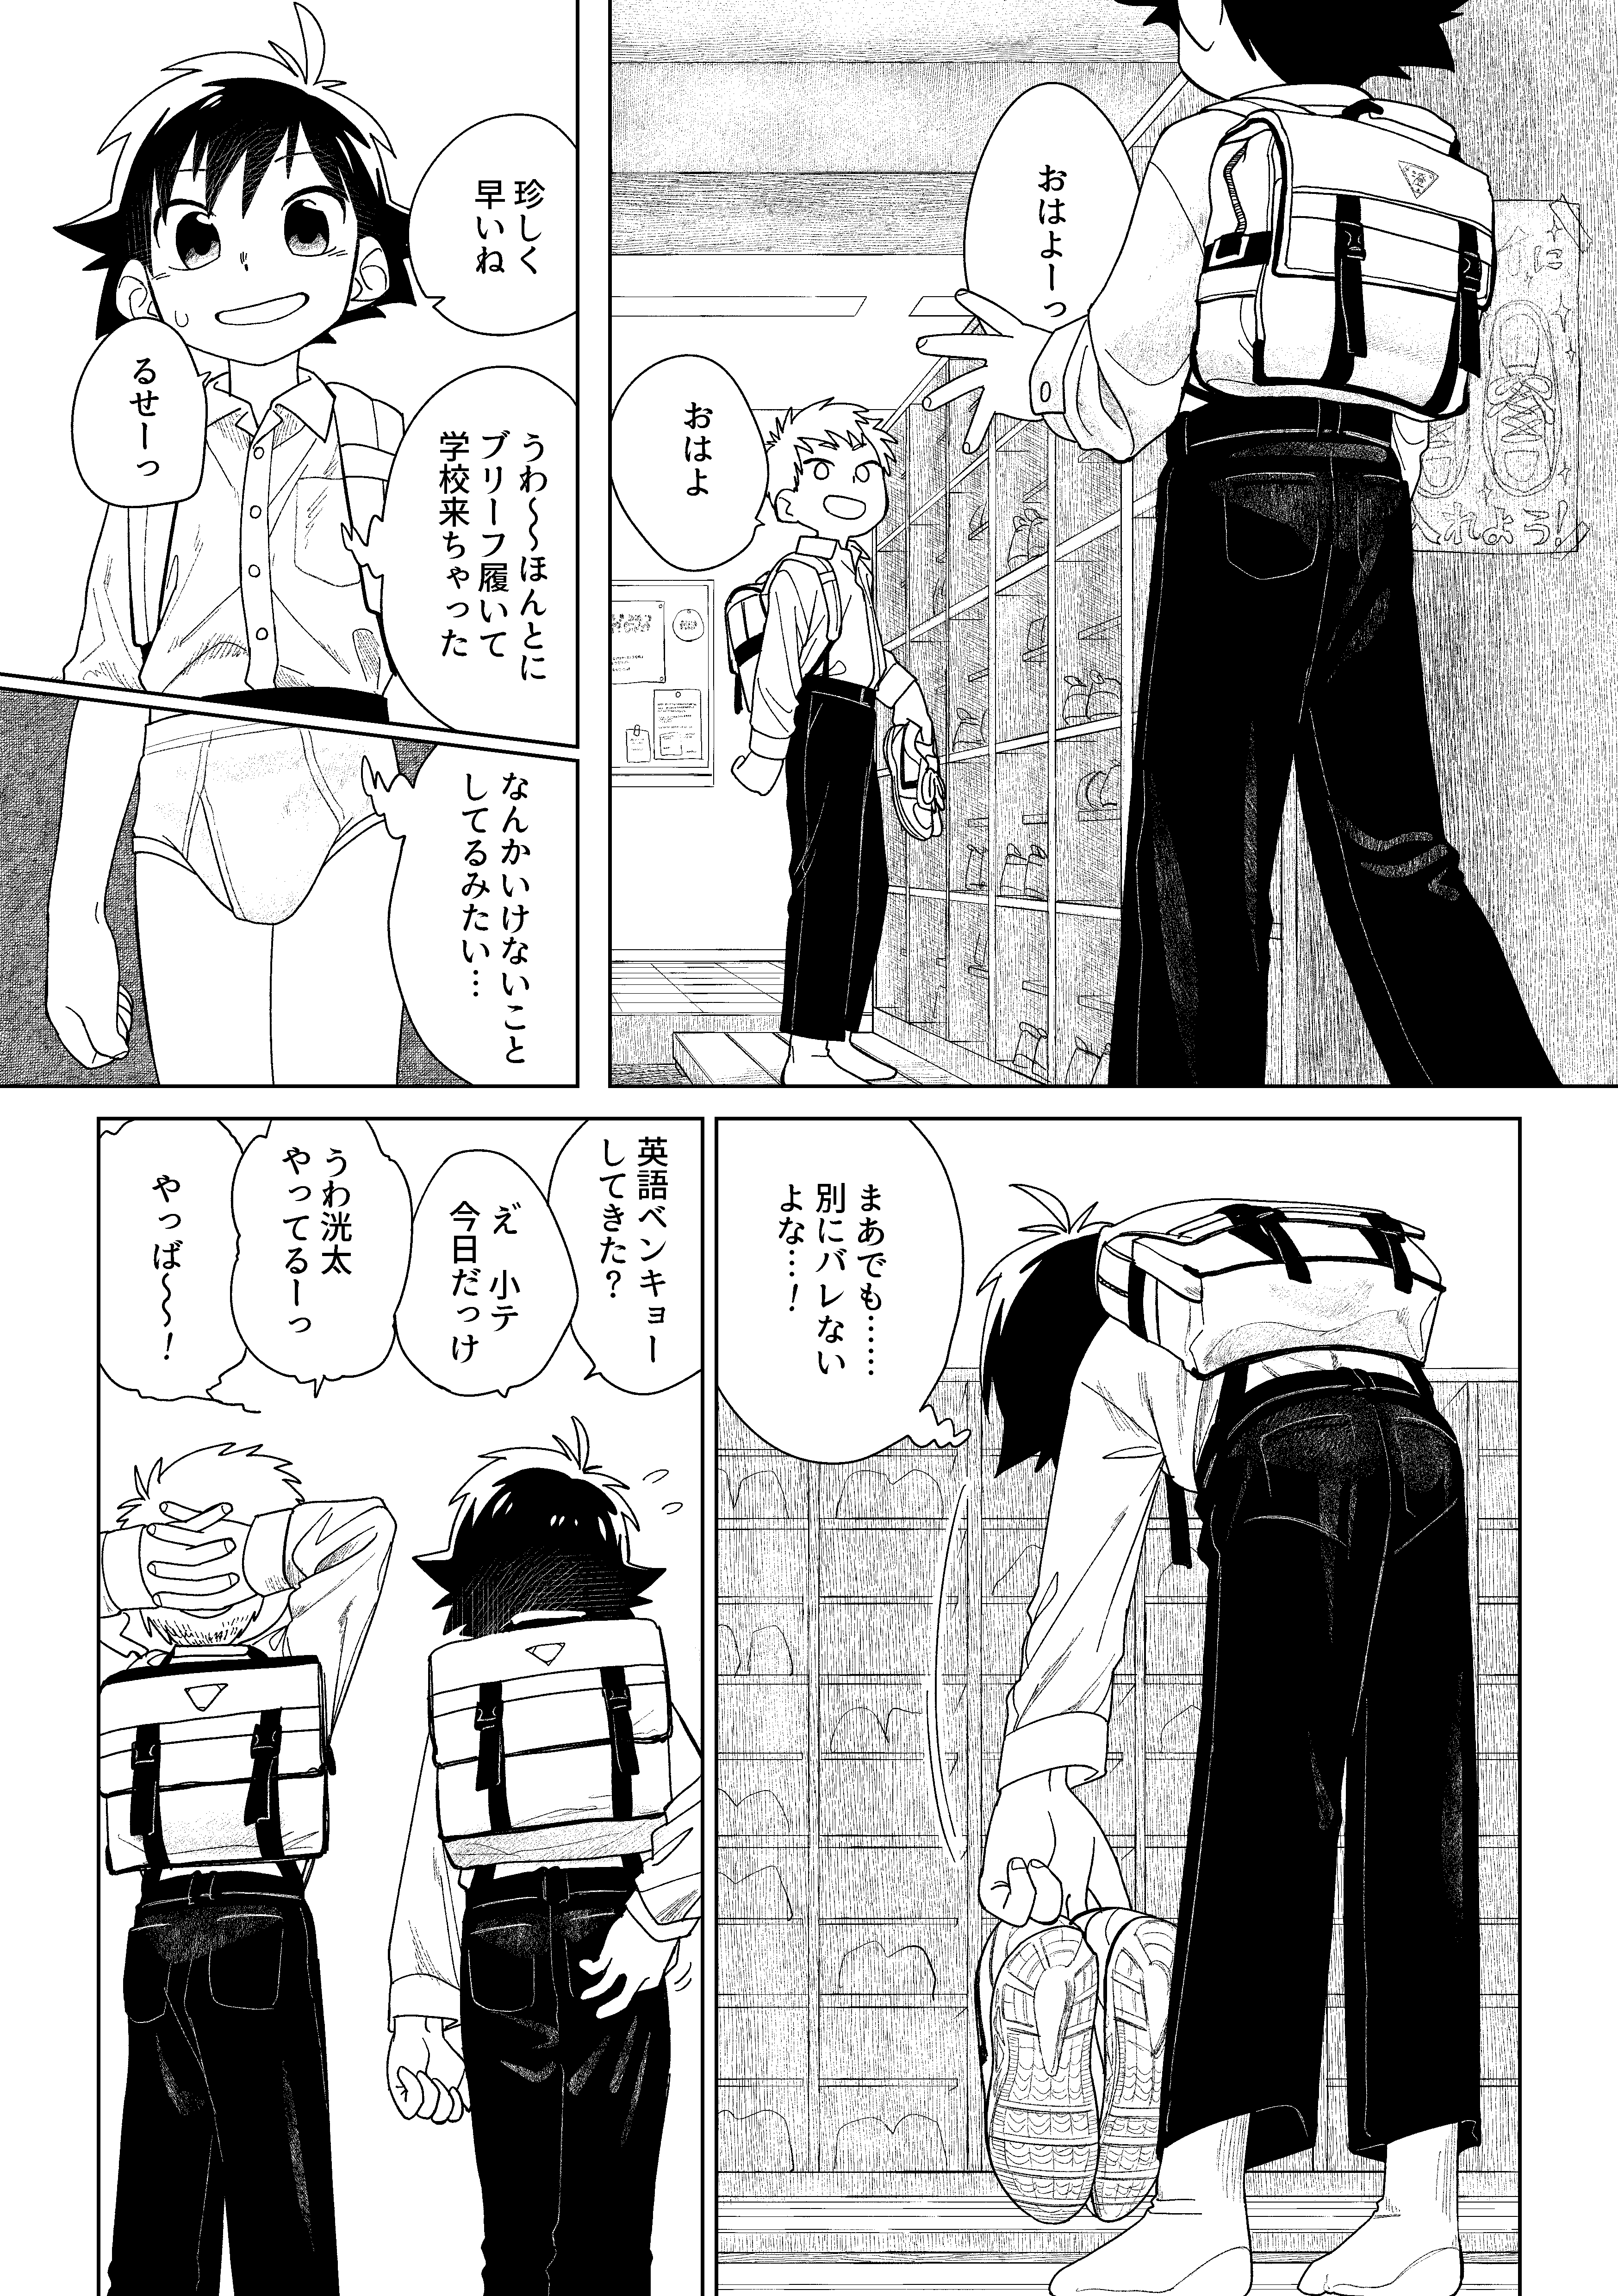 おはよーっ
おはよ
に
れよう!
珍しく
早いね
るせーっ
うわ〜〜ほんとに
ブリーフ履いて
学校来ちゃった
なんかいけないこと
してるみたい…
まあでも……
別にバレない
よな…!
英語ベンキョー
してきた?
え゛小テ
今日だっけ
うわ洸太
やってるーっ
やっば〜〜!